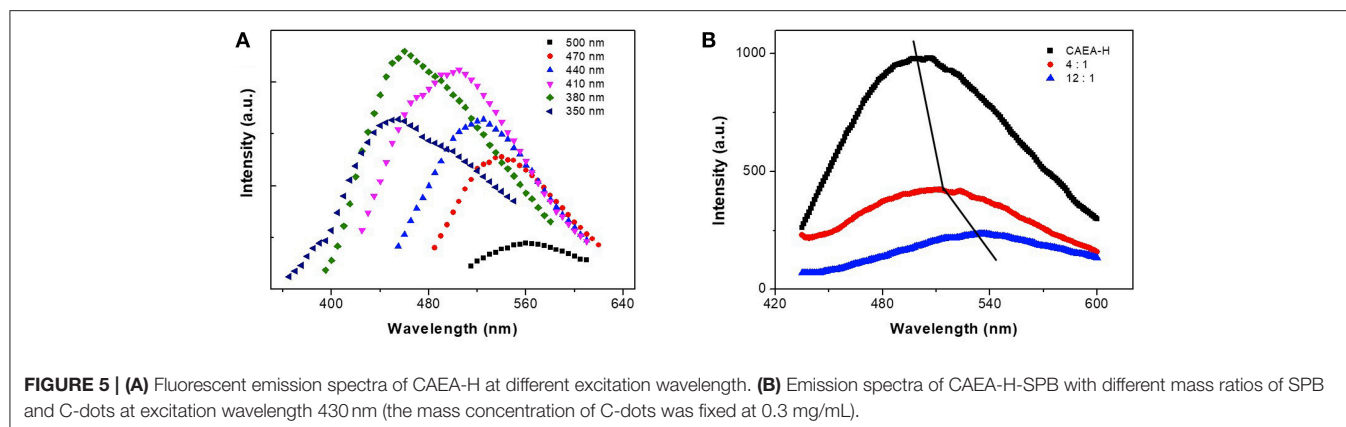 A
500 nm
470 nm
440 nm
410 nm
380 nm
350 nm
Intensity (a.u.)
400 480 560 640
Wavelength (nm)
B
CAEA-H
4 : 1
12 : 1
1000
500
0
Intensity (a.u.)
420 480 540 600
Wavelength (nm)
FIGURE 5 | (A) Fluorescent emission spectra of CAEA-H at different excitation wavelength. (B) Emission spectra of CAEA-H-SPB with different mass ratios of SPB
and C-dots at excitation wavelength 430 nm (the mass concentration of C-dots was fixed at 0.3 mg/mL).